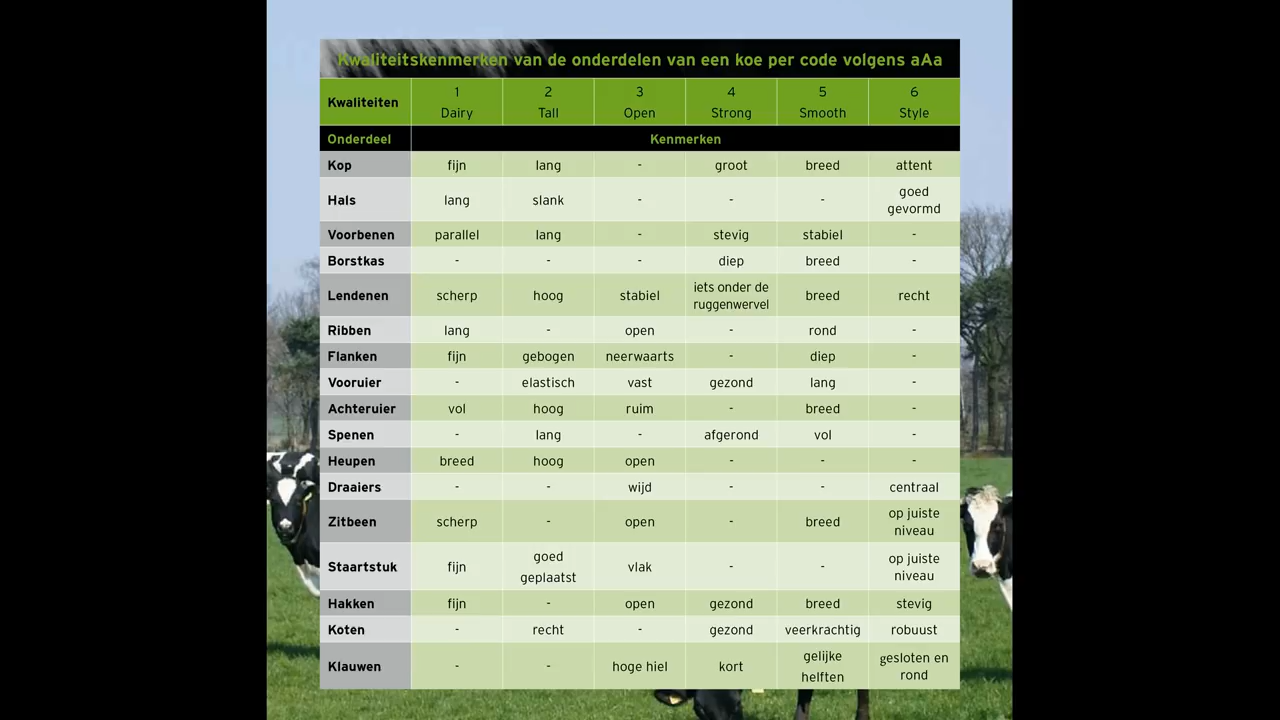 Kwaliteitskenmerken van de onderdelen van een koe per code volgens aAa
Kwaliteiten 1 Dairy 2 Tall 3 Open 4 Strong 5 Smooth 6 Style
Onderdeel Kenmerken
Kop fijn lang - groot breed attent
Hals lang slank - - - goed gevormd
Voorbenen parallel lang - stevig stabiel -
Borstkas - - - diep breed -
Lendenen scherp hoog stabiel iets onder de ruggenwervel breed recht
Ribben lang - open - rond -
Flanken fijn gebogen neerwaarts - diep -
Vooruier - elastisch vast gezond lang -
Achteruier vol hoog ruim - breed -
Spenen - lang - afgerond vol -
Heupen breed hoog open - - -
Draaiers - - wijd - - centraal
Zitbeen scherp - open - breed op juiste niveau
Staartstuk fijn goed geplaatst vlak - - op juiste niveau
Hakken fijn - open gezond breed stevig
Koten - recht - gezond veerkrachtig robuust
Klauwen - - hoge hiel kort gelijke helften gesloten en rond